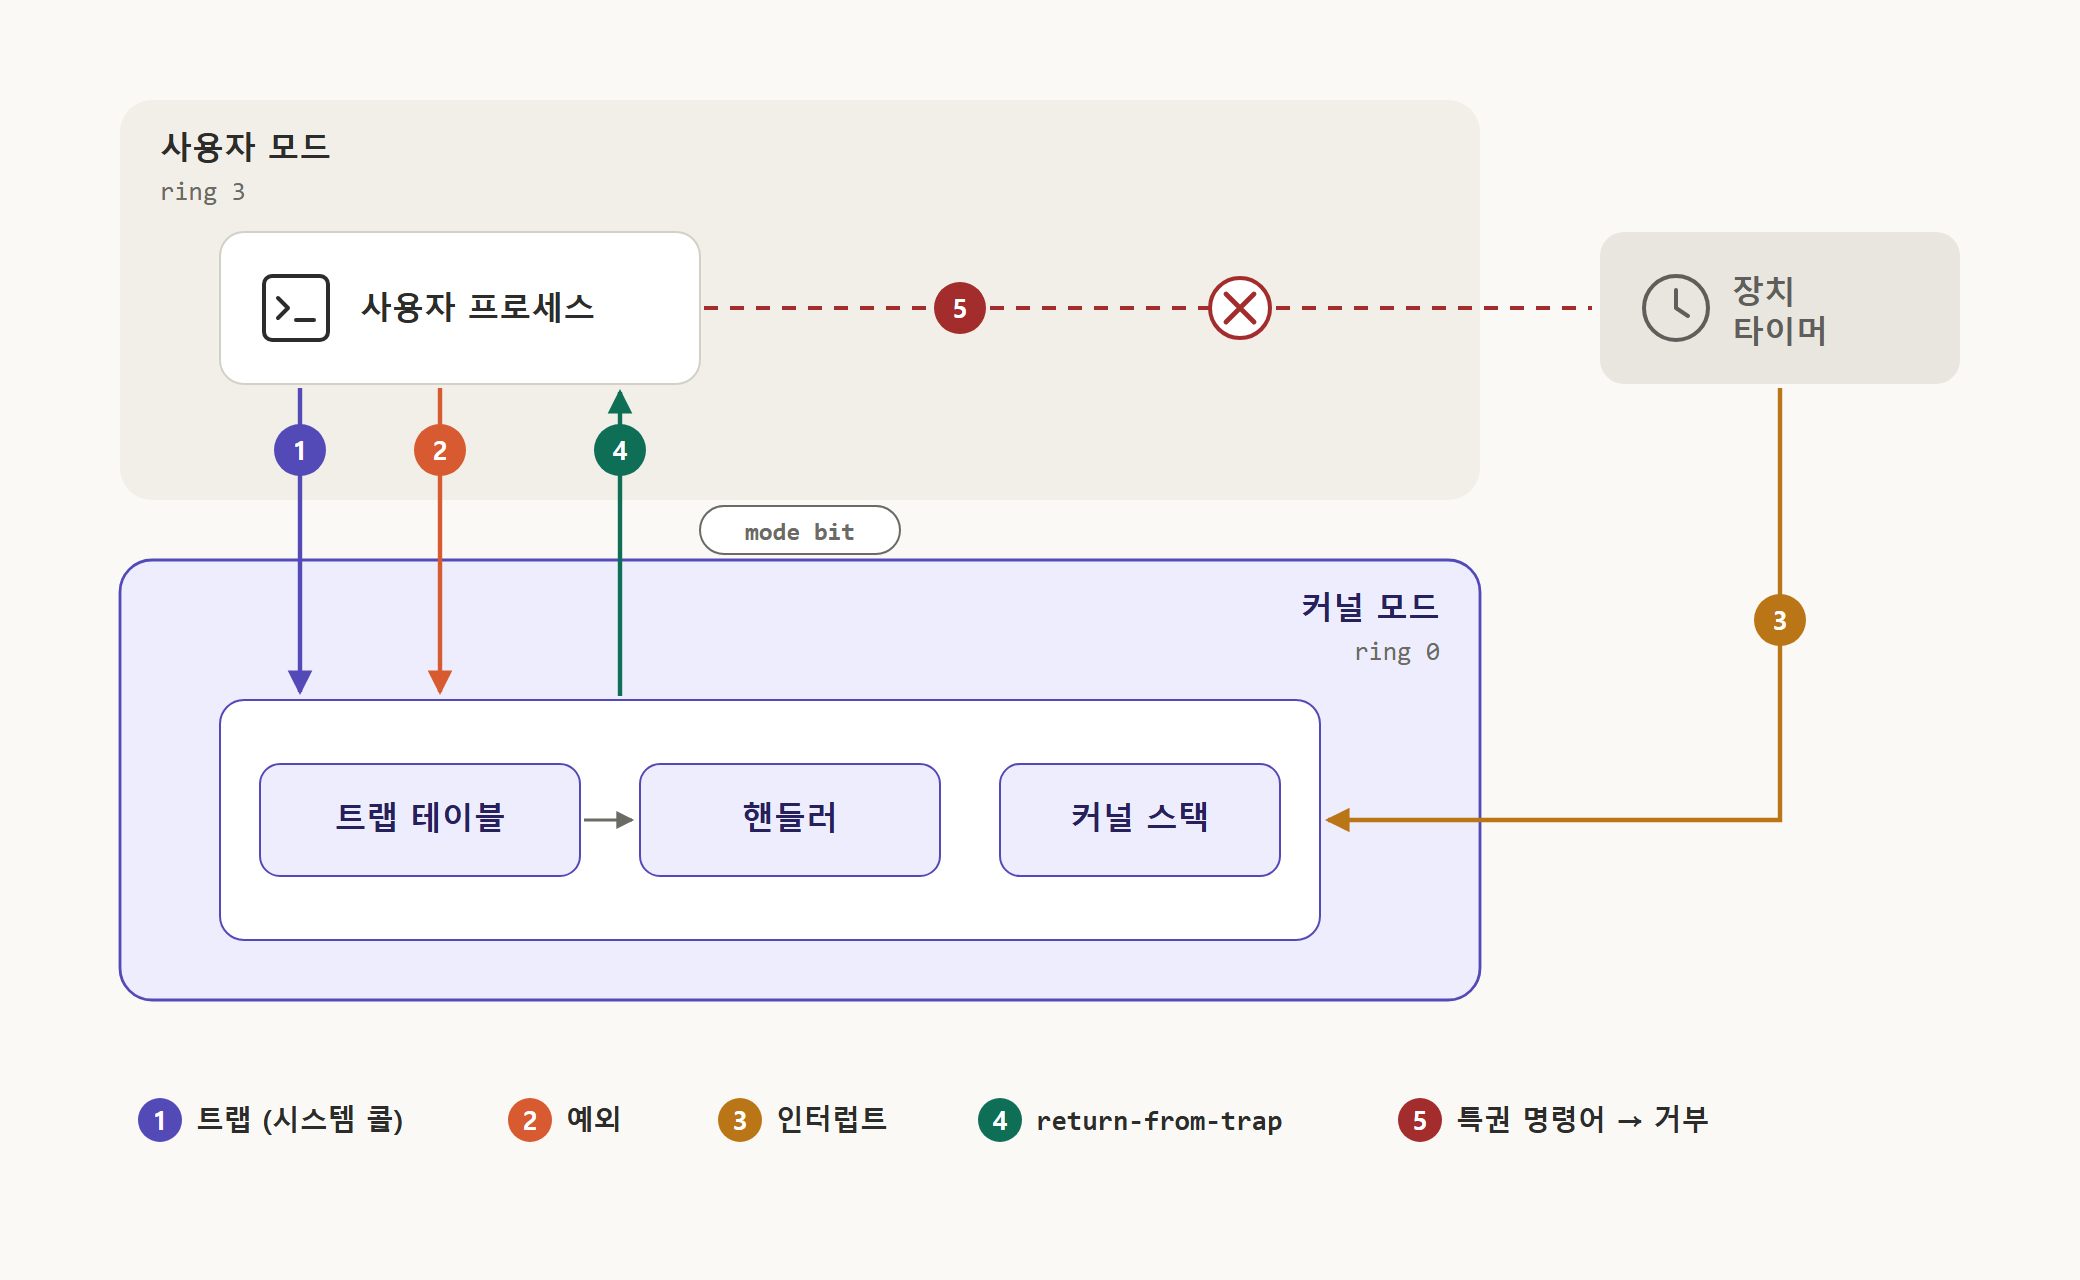 사용자 모드
ring 3
사용자 프로세스
5
장치
타이머
1
2
4
mode bit
커널 모드
ring 0
3
트랩 테이블
핸들러
커널 스택
1 트랩 (시스템 콜)
2 예외
3 인터럽트
4 return-from-trap
5 특권 명령어 → 거부